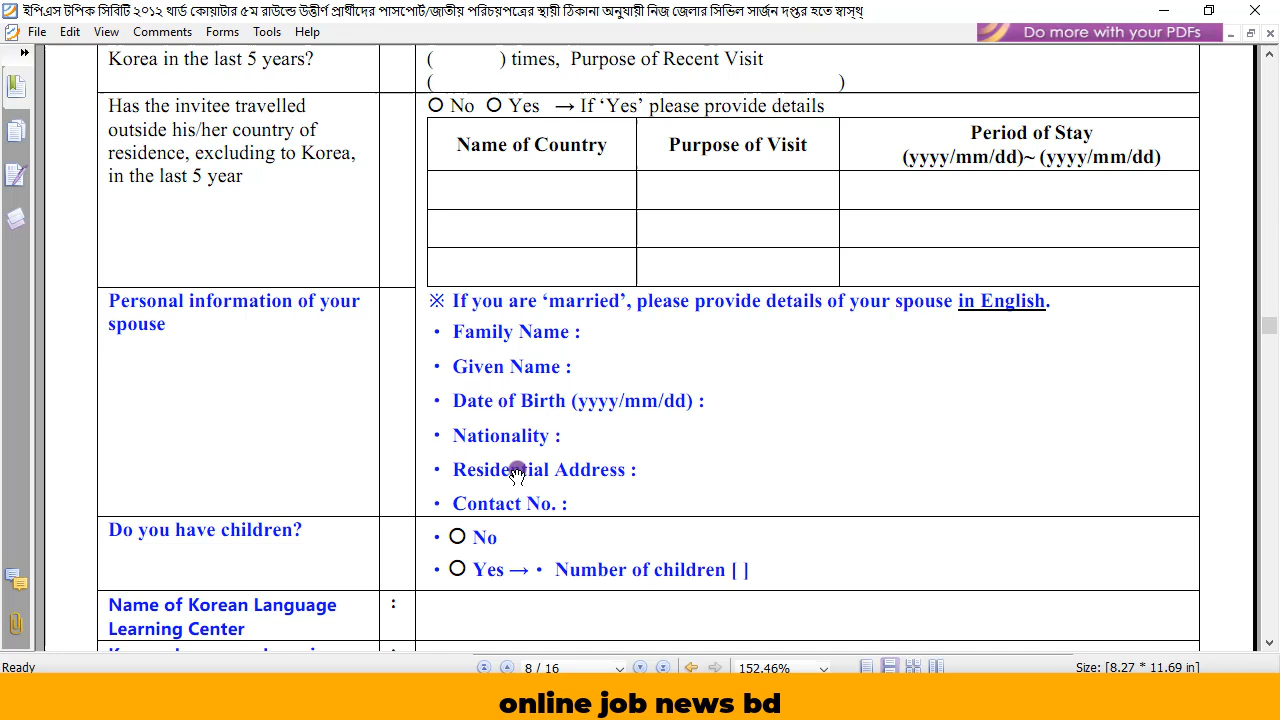 ইপিএস টপিক সিবিটি ২০১২ থার্ড কোয়াটার ৫ম রাউন্ডে উত্তীর্ণ প্রার্থীদের পাসপোর্ট/জাতীয় পরিচয়পত্রের স্থায়ী ঠিকানা অনুযায়ী নিজ জেলার সিভিল সার্জন দপ্তর হতে স্বাস্থ
File Edit View Comments Forms Tools Help
Do more with your PDFs
Korea in the last 5 years?
( ) times, Purpose of Recent Visit
( )
Has the invitee travelled
outside his/her country of
residence, excluding to Korea,
in the last 5 year
No Yes → If ‘Yes’ please provide details
Name of Country
Purpose of Visit
Period of Stay
(yyyy/mm/dd)~ (yyyy/mm/dd)
Personal information of your
spouse
※ If you are ‘married’, please provide details of your spouse in English.
· Family Name :
· Given Name :
· Date of Birth (yyyy/mm/dd) :
· Nationality :
· Residential Address :
· Contact No. :
Do you have children?
· No
· Yes → · Number of children [ ]
Name of Korean Language
Learning Center
:
Ready
8 / 16
152.46%
Size: [8.27 * 11.69 in]
online job news bd